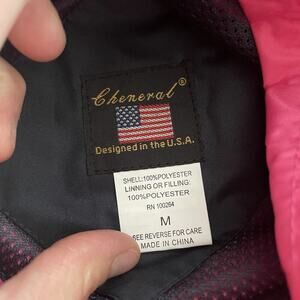 Cheneral®
Designed in the U.S.A.
SHELL:100%POLYESTER
LINNING OR FILLING:
100%POLYESTER
RN 100264
M
SEE REVERSE FOR CARE
MADE IN CHINA